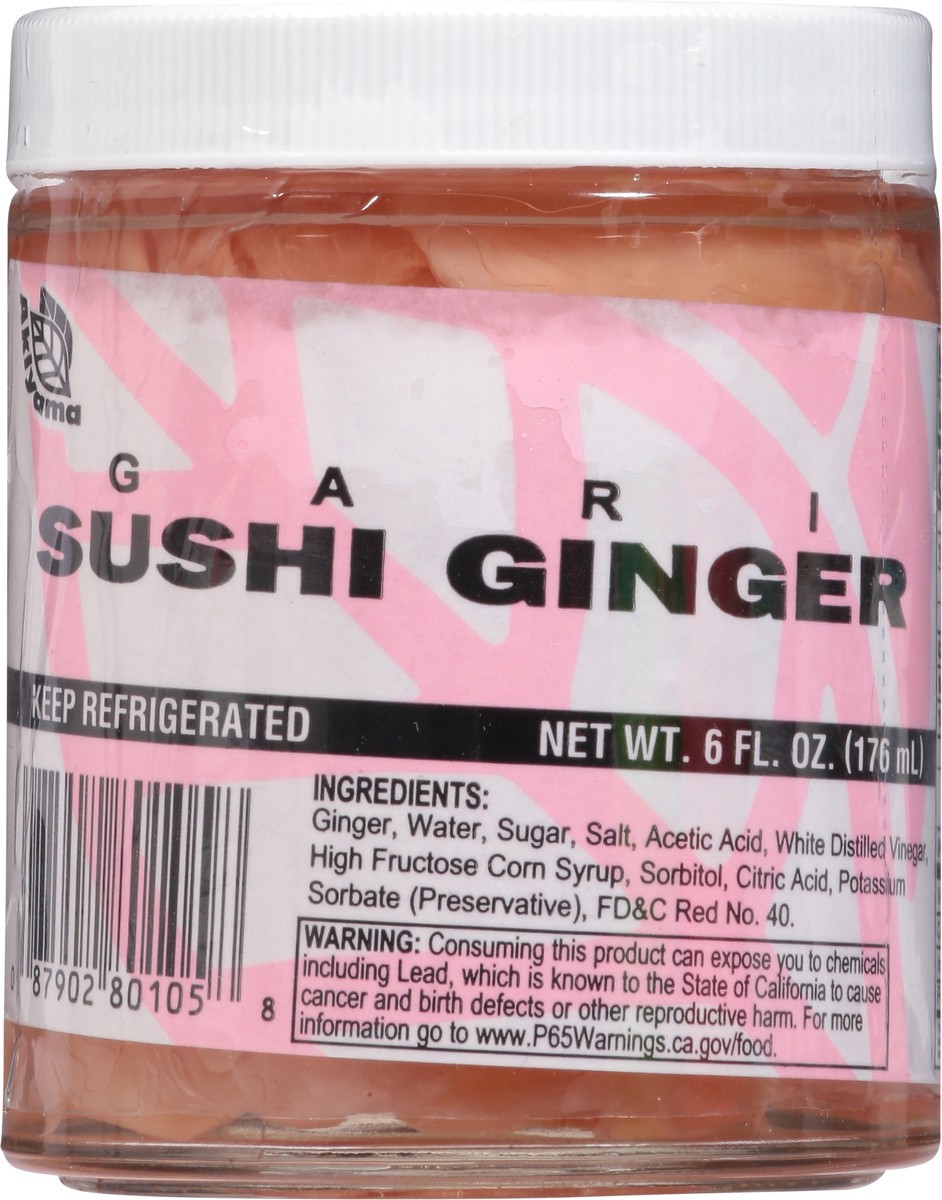 akiyama
G A R I
SUSHI GINGER
KEEP REFRIGERATED
NET WT. 6 FL. OZ. (176 mL)
INGREDIENTS:
Ginger, Water, Sugar, Salt, Acetic Acid, White Distilled Vinegar,
High Fructose Corn Syrup, Sorbitol, Citric Acid, Potassium
Sorbate (Preservative), FD&C Red No. 40.
WARNING: Consuming this product can expose you to chemicals
including Lead, which is known to the State of California to cause
cancer and birth defects or other reproductive harm. For more
information go to www.P65Warnings.ca.gov/food.
0 87902 80105 8